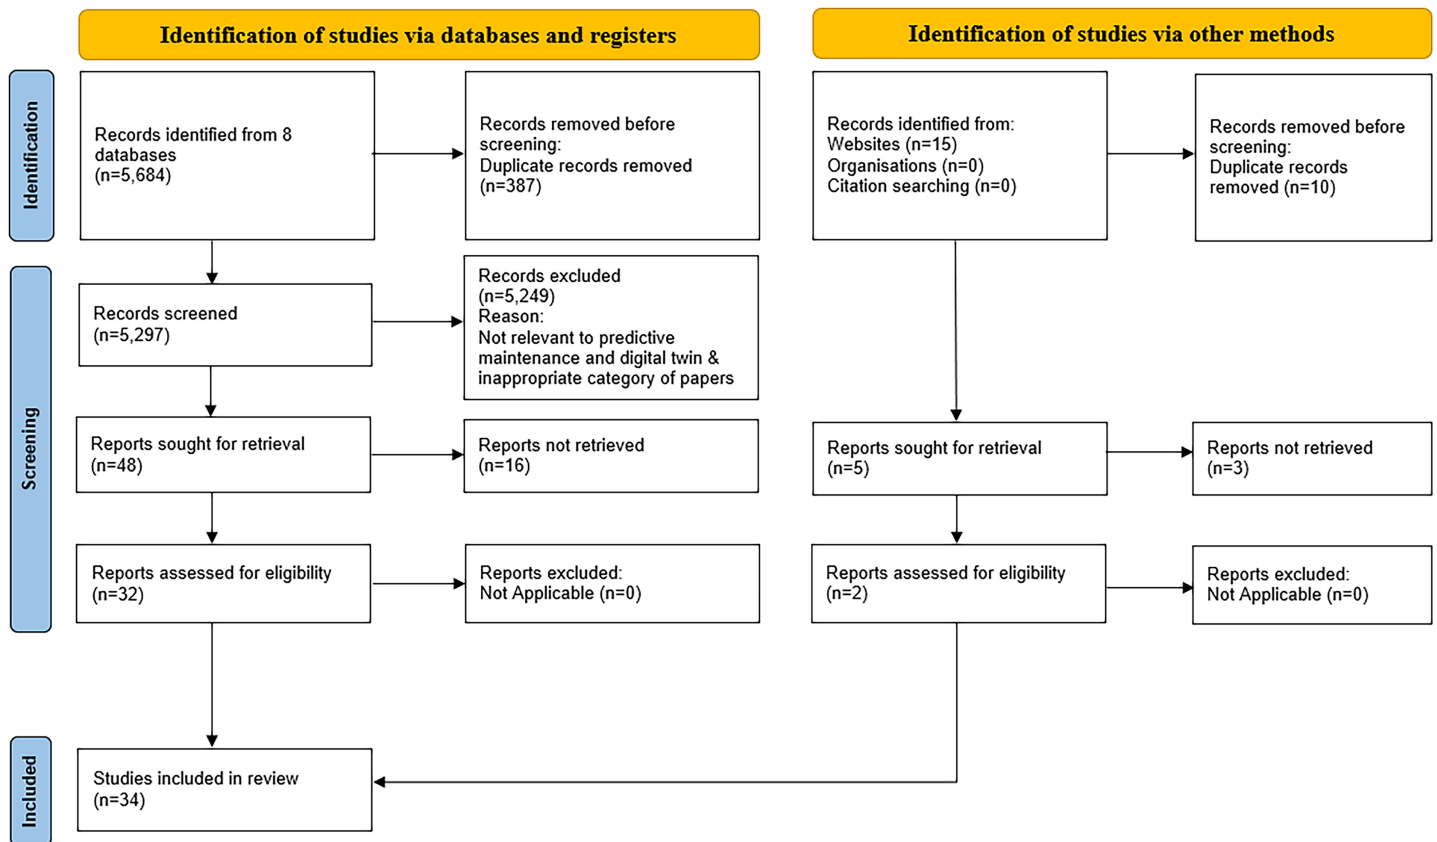 Identification of studies via databases and registers
Identification of studies via other methods
Identification
Records identified from 8
databases
(n=5,684)
Records removed before
screening:
Duplicate records removed
(n=387)
Records identified from:
Websites (n=15)
Organisations (n=0)
Citation searching (n=0)
Records removed before
screening:
Duplicate records
removed (n=10)
Screening
Records screened
(n=5,297)
Records excluded
(n=5,249)
Reason:
Not relevant to predictive
maintenance and digital twin &
inappropriate category of papers
Reports sought for retrieval
(n=48)
Reports not retrieved
(n=16)
Reports sought for retrieval
(n=5)
Reports not retrieved
(n=3)
Reports assessed for eligibility
(n=32)
Reports excluded:
Not Applicable (n=0)
Reports assessed for eligibility
(n=2)
Reports excluded:
Not Applicable (n=0)
Included
Studies included in review
(n=34)